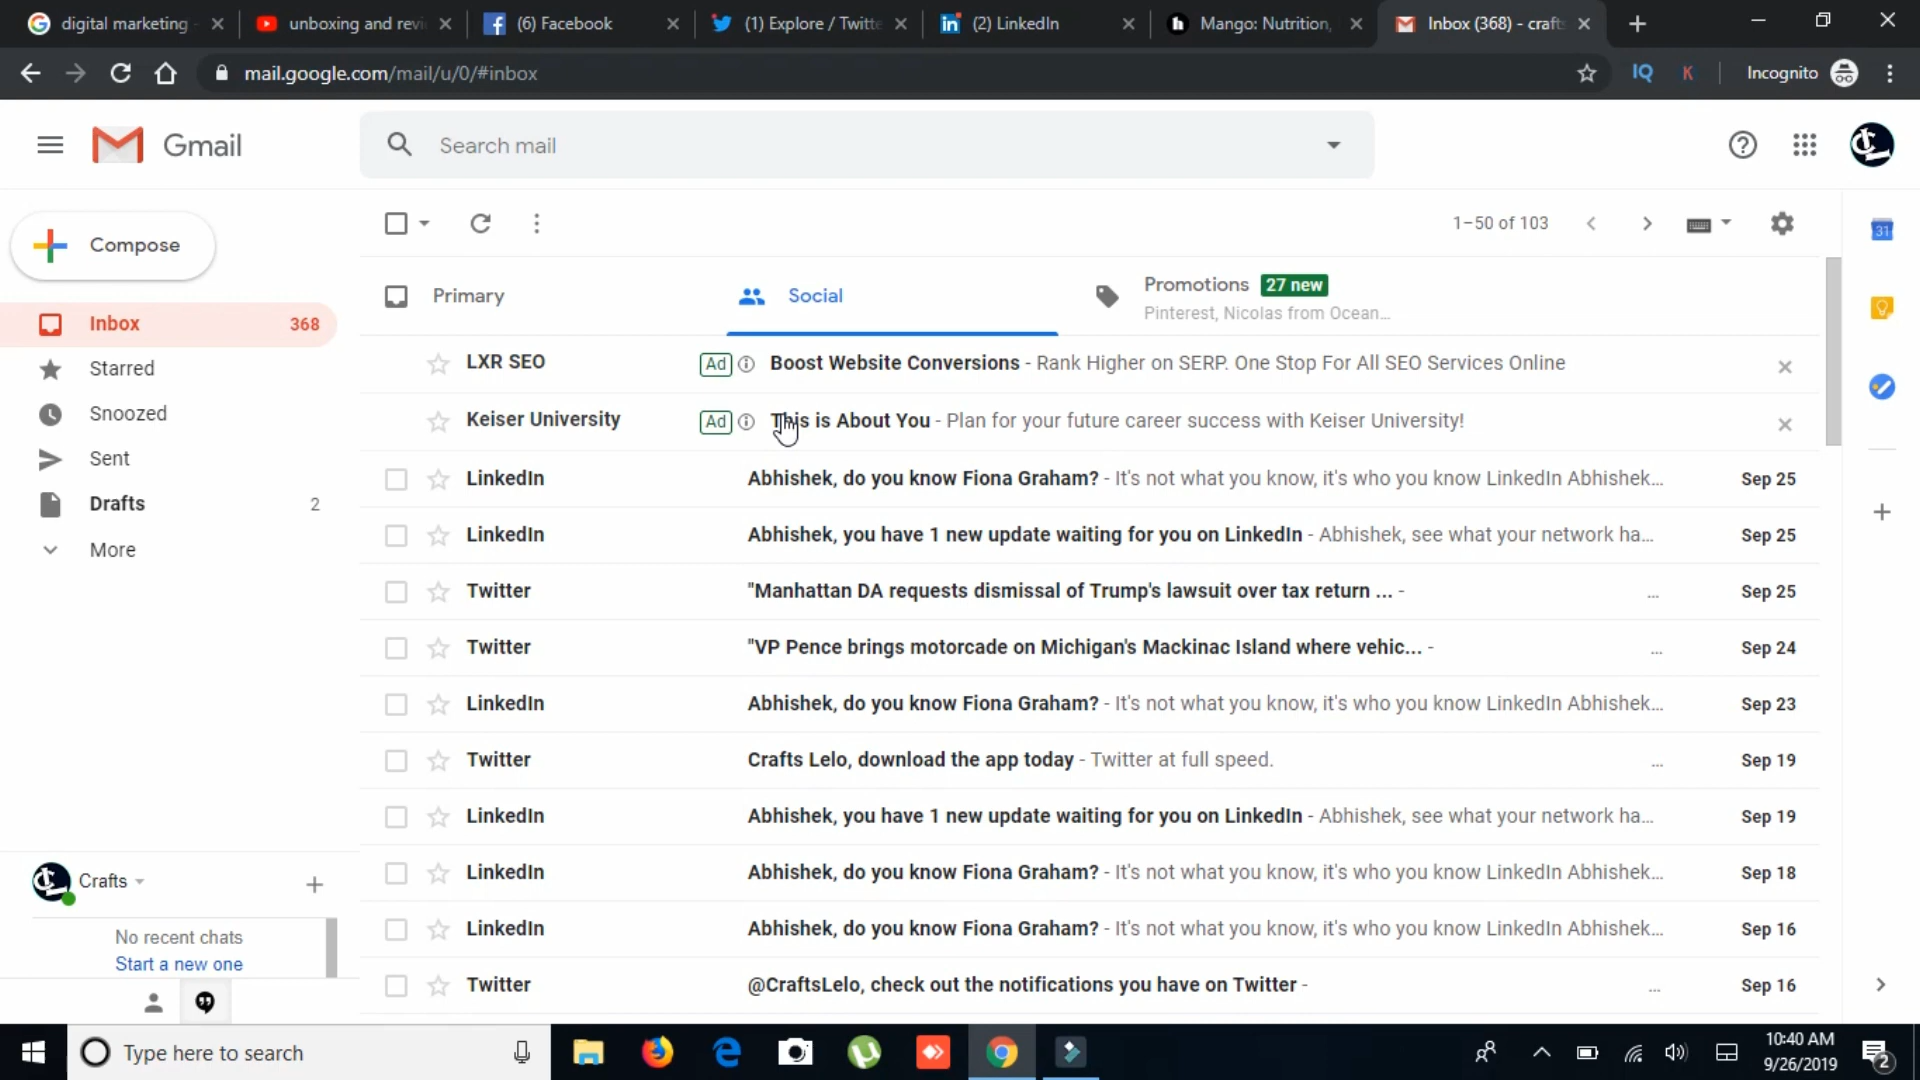 digital marketing
unboxing and revi
(6) Facebook
(1) Explore / Twitte
(2) LinkedIn
Mango: Nutrition,
Inbox (368) - crafts
mail.google.com/mail/u/0/#inbox
IQ
K
Incognito
Gmail
Search mail
Compose
1–50 of 103
31
Primary
Social
Promotions 27 new
Pinterest, Nicolas from Ocean...
Inbox 368
Starred
Snoozed
Sent
Drafts 2
More
LXR SEO Ad Boost Website Conversions - Rank Higher on SERP. One Stop For All SEO Services Online
Keiser University Ad This is About You - Plan for your future career success with Keiser University!
LinkedIn Abhishek, do you know Fiona Graham? - It's not what you know, it's who you know LinkedIn Abhishek... Sep 25
LinkedIn Abhishek, you have 1 new update waiting for you on LinkedIn - Abhishek, see what your network ha... Sep 25
Twitter "Manhattan DA requests dismissal of Trump's lawsuit over tax return ... - ... Sep 25
Twitter "VP Pence brings motorcade on Michigan's Mackinac Island where vehic... - ... Sep 24
LinkedIn Abhishek, do you know Fiona Graham? - It's not what you know, it's who you know LinkedIn Abhishek... Sep 23
Twitter Crafts Lelo, download the app today - Twitter at full speed. ... Sep 19
LinkedIn Abhishek, you have 1 new update waiting for you on LinkedIn - Abhishek, see what your network ha... Sep 19
LinkedIn Abhishek, do you know Fiona Graham? - It's not what you know, it's who you know LinkedIn Abhishek... Sep 18
LinkedIn Abhishek, do you know Fiona Graham? - It's not what you know, it's who you know LinkedIn Abhishek... Sep 16
Twitter @CraftsLelo, check out the notifications you have on Twitter - ... Sep 16
Crafts
No recent chats
Start a new one
Type here to search
10:40 AM
9/26/2019
2